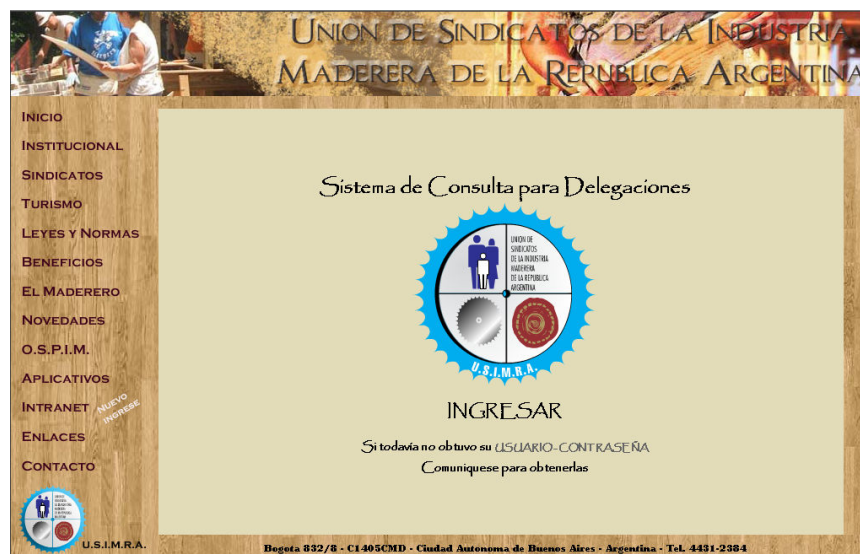 UNION DE SINDICATOS DE LA INDUSTRIA
MADERERA DE LA REPUBLICA ARGENTINA
INICIO
INSTITUCIONAL
SINDICATOS
TURISMO
LEYES Y NORMAS
BENEFICIOS
EL MADERERO
NOVEDADES
O.S.P.I.M.
APLICATIVOS
INTRANET NUEVO
INGRESE
ENLACES
CONTACTO
U.S.I.M.R.A.
Sistema de Consulta para Delegaciones
UNION DE
SINDICATOS
DE LA INDUSTRIA
MADERERA
DE LA REPUBLICA
ARGENTINA
U.S.I.M.R.A.
INGRESAR
Si todavía no obtuvo su USUARIO-CONTRASEÑA
Comuniquese para obtenerlas
Bogota 832/8 - C1405CMD - Ciudad Autonoma de Buenos Aires - Argentina - Tel. 4431-2384